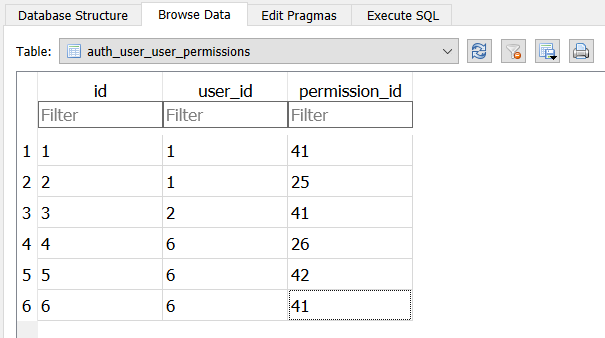 Database Structure Browse Data Edit Pragmas Execute SQL
Table: auth_user_user_permissions
id user_id permission_id
Filter Filter Filter
1 1 1 41
2 2 1 25
3 3 2 41
4 4 6 26
5 5 6 42
6 6 6 41